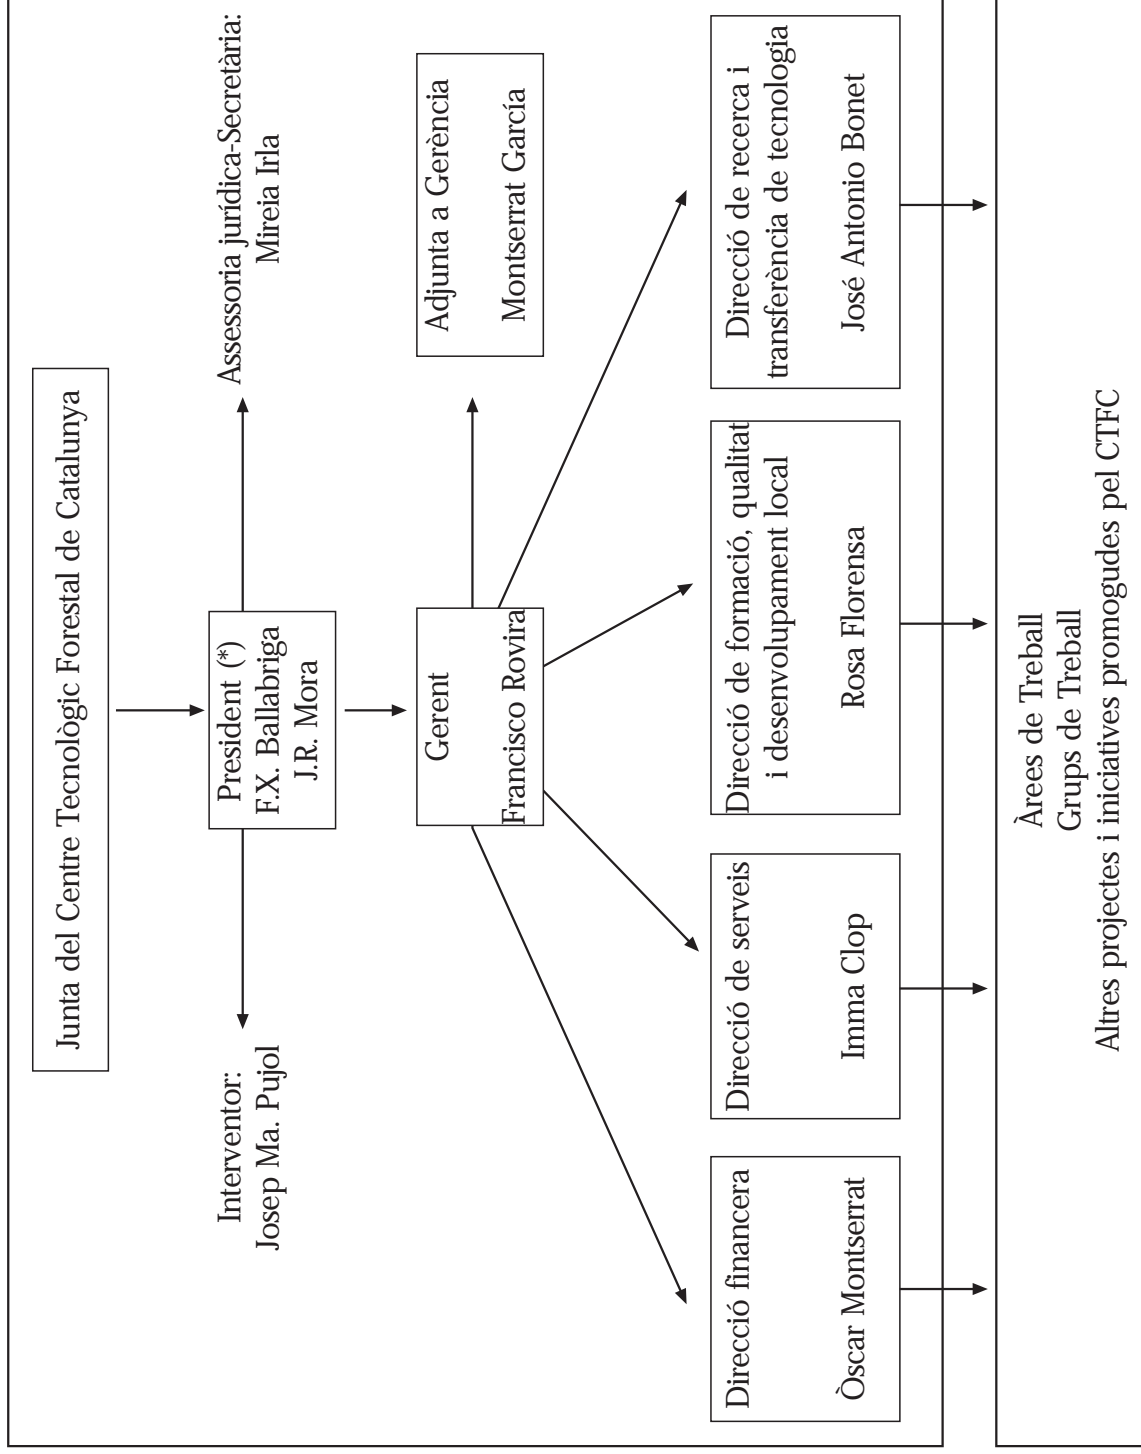 Junta del Centre Tecnològic Forestal de Catalunya
Interventor:
Josep Ma. Pujol
President (*)
F.X. Ballabriga
J.R. Mora
Assessoria jurídica-Secretària:
Mireia Irla
Gerent
Francisco Rovira
Adjunta a Gerència
Montserrat García
Direcció financera
Òscar Montserrat
Direcció de serveis
Imma Clop
Direcció de formació, qualitat
i desenvolupament local
Rosa Florensa
Direcció de recerca i
transferència de tecnologia
José Antonio Bonet
Àrees de Treball
Grups de Treball
Altres projectes i iniciatives promogudes pel CTFC